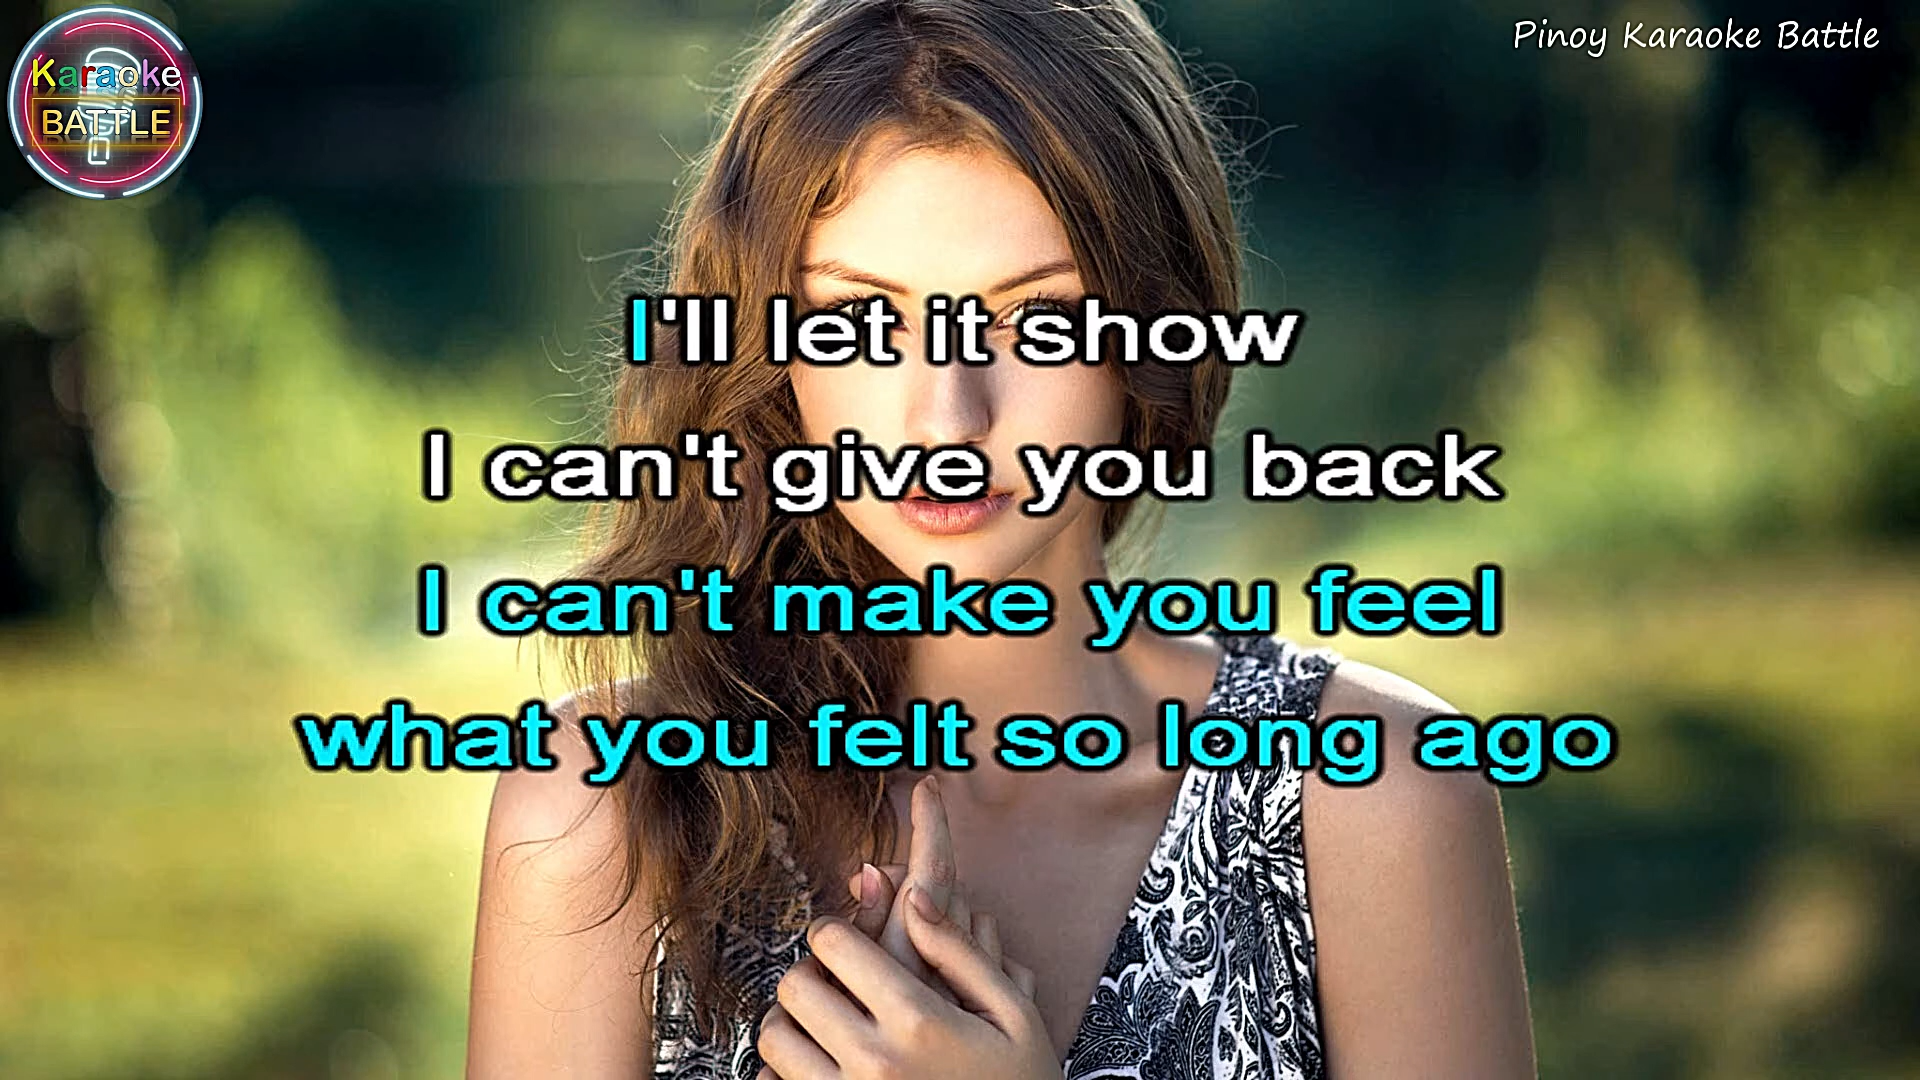 Karaoke
BATTLE
Pinoy Karaoke Battle
I'll let it show
I can't give you back
I can't make you feel
what you felt so long ago